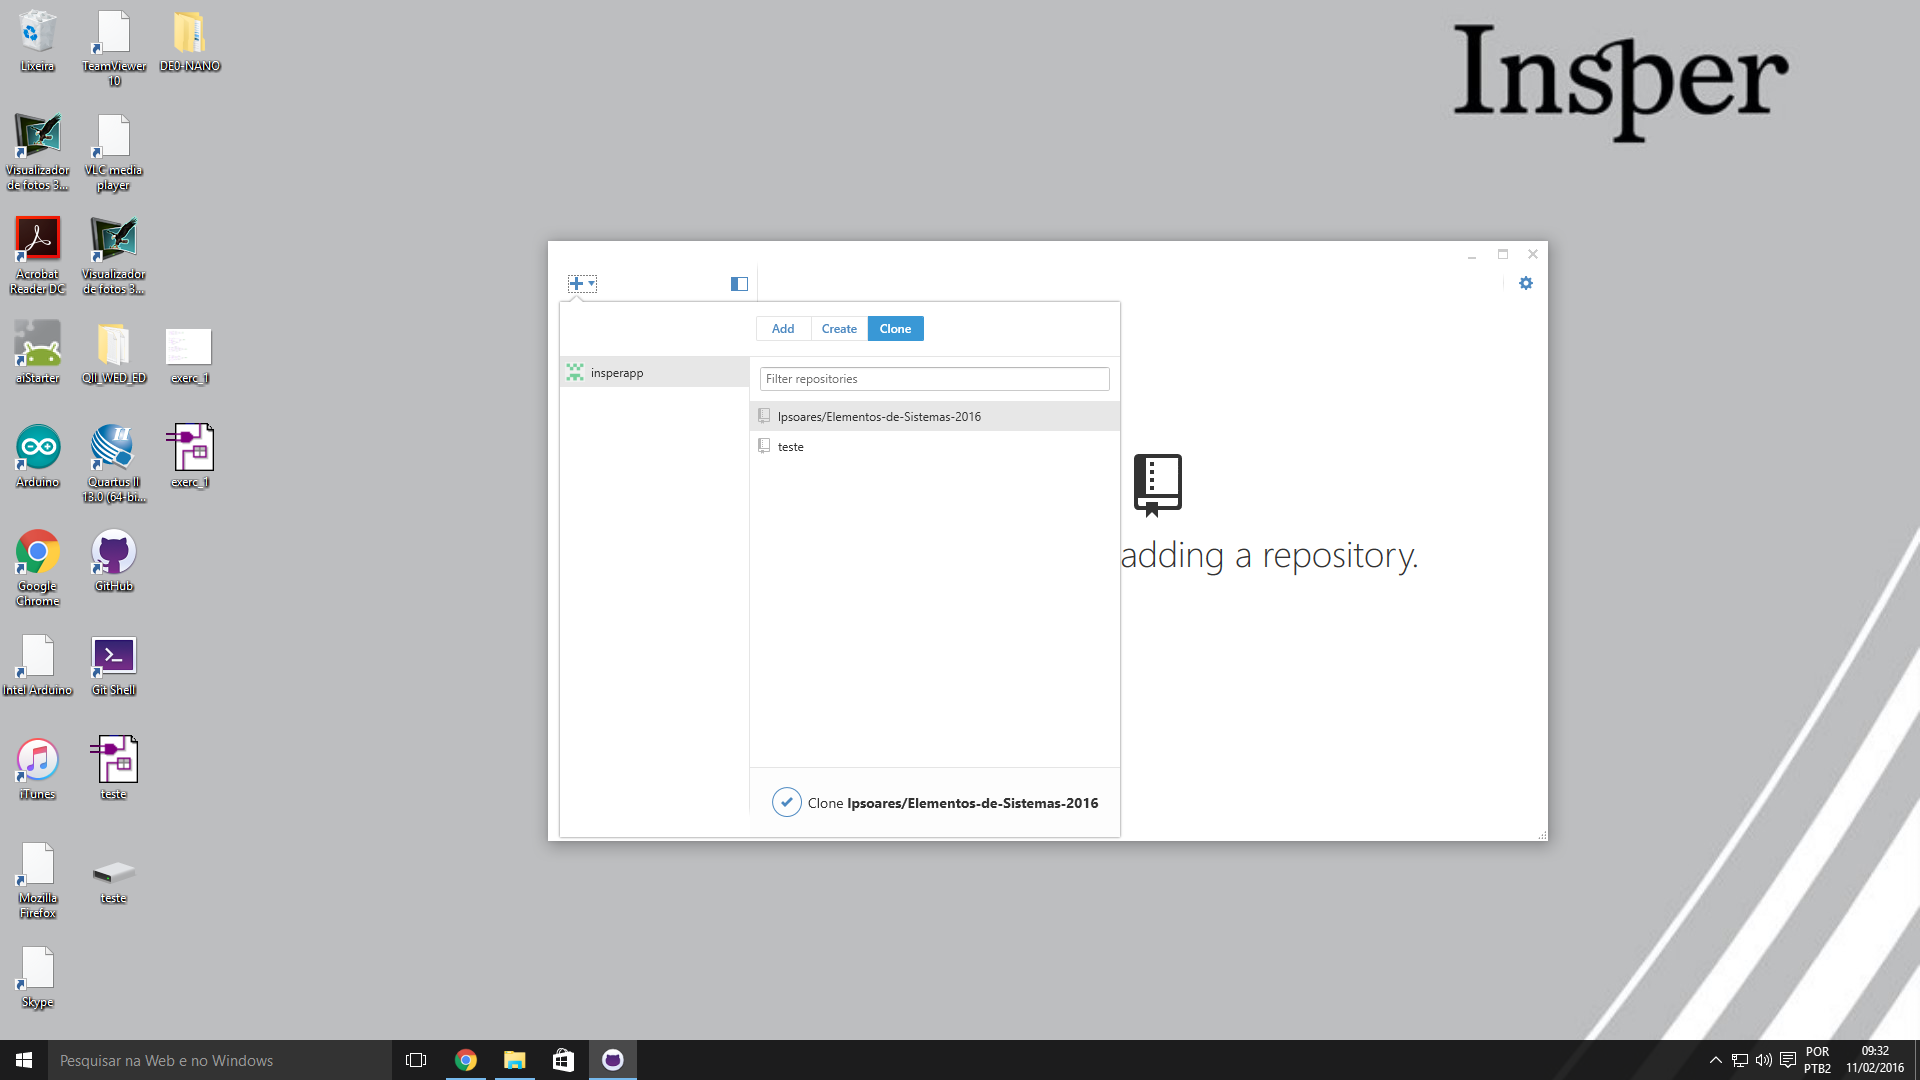 Lixeira
TeamViewer
10
DE0-NANO
Insper
Visualizador
de fotos 3...
VLC media
player
Acrobat
Reader DC
Visualizador
de fotos 3...
aiStarter
QII_WED_ED
exerc_1
Arduino
Quartus II
13.0 (64-bi...
exerc_1
Google
Chrome
GitHub
Intel Arduino
Git Shell
iTunes
teste
Mozilla
Firefox
teste
Skype
Add
Create
Clone
insperapp
Filter repositories
lpsoares/Elementos-de-Sistemas-2016
teste
adding a repository.
Clone lpsoares/Elementos-de-Sistemas-2016
Pesquisar na Web e no Windows
POR
PTB2
09:32
11/02/2016